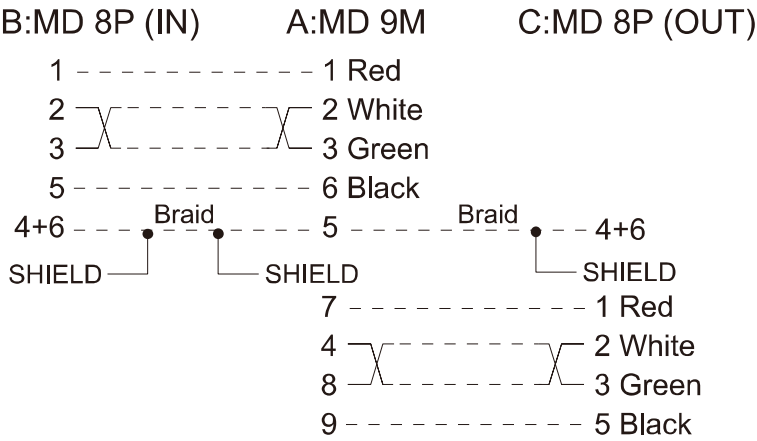 B:MD 8P (IN) A:MD 9M C:MD 8P (OUT)
1 1 Red
2 2 White
3 3 Green
5 6 Black
4+6 Braid 5 Braid 4+6
SHIELD SHIELD SHIELD
7 1 Red
4 2 White
8 3 Green
9 5 Black